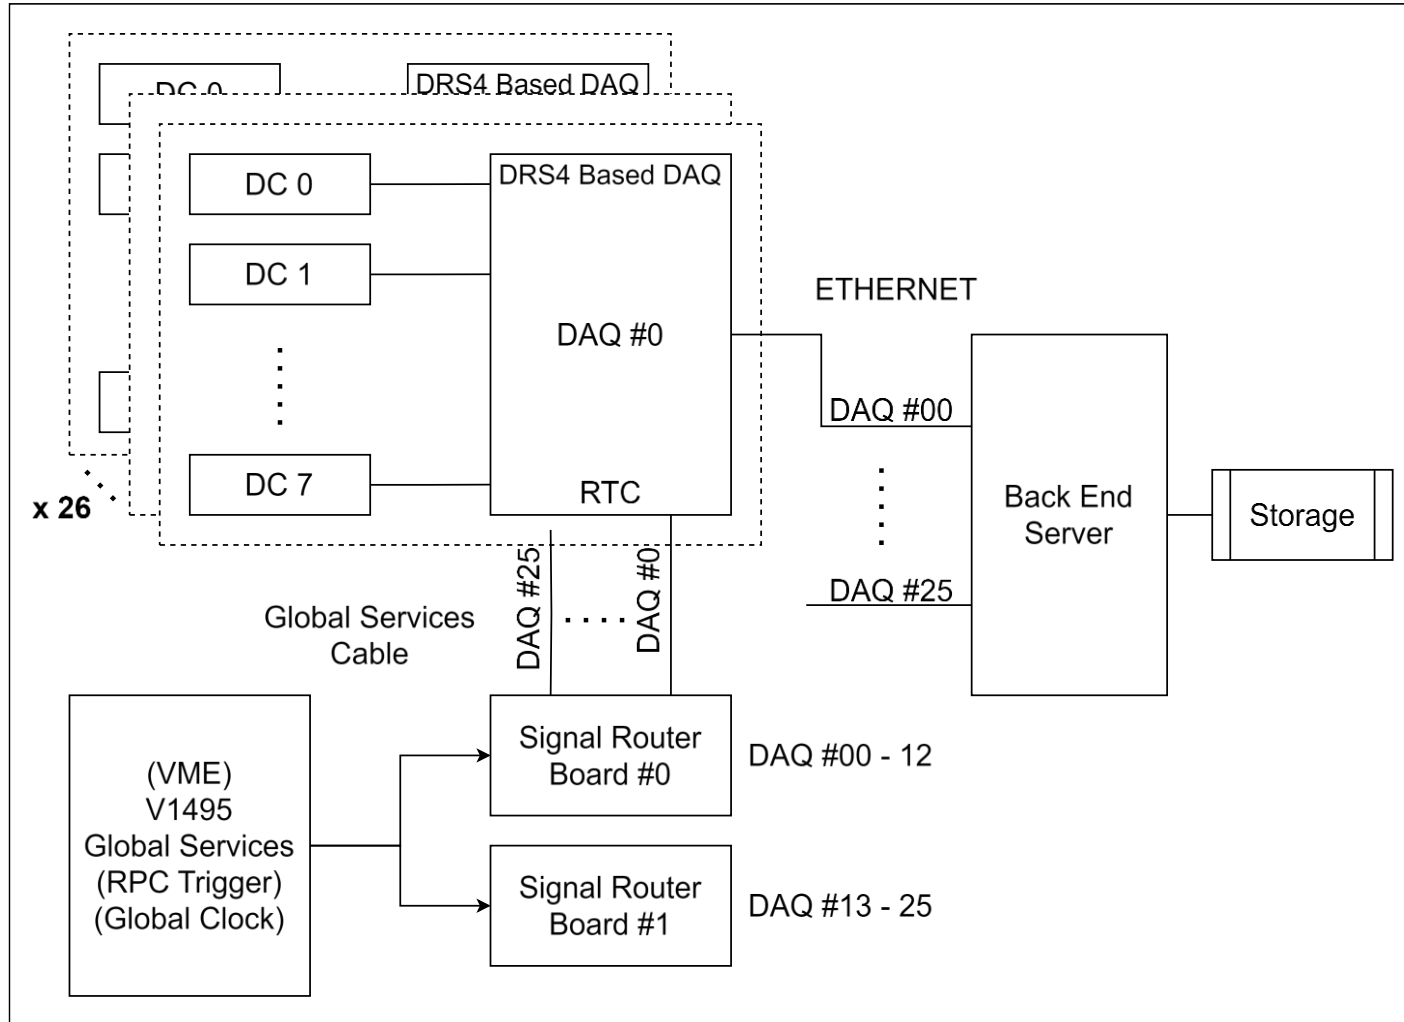 DC 0
DRS4 Based DAQ
DC 0
DRS4 Based DAQ
DC 1
DAQ #0
DC 7
RTC
x 26
ETHERNET
DAQ #00
DAQ #25
Back End
Server
Storage
DAQ #25
DAQ #0
Global Services
Cable
(VME)
V1495
Global Services
(RPC Trigger)
(Global Clock)
Signal Router
Board #0
DAQ #00 - 12
Signal Router
Board #1
DAQ #13 - 25